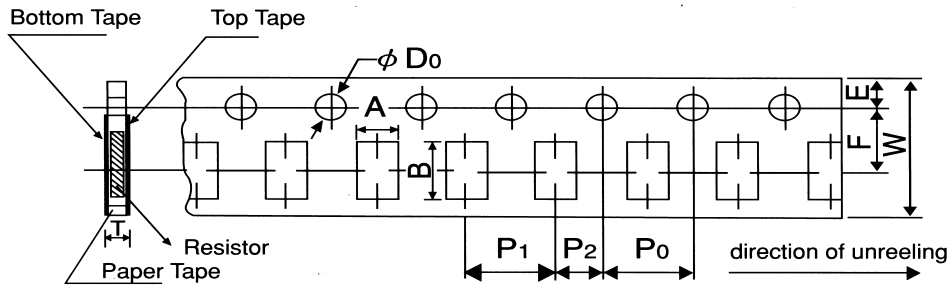 Bottom Tape
Top Tape
ϕ D0
A
B
E
F
W
T
Resistor
Paper Tape
P1
P2
P0
direction of unreeling